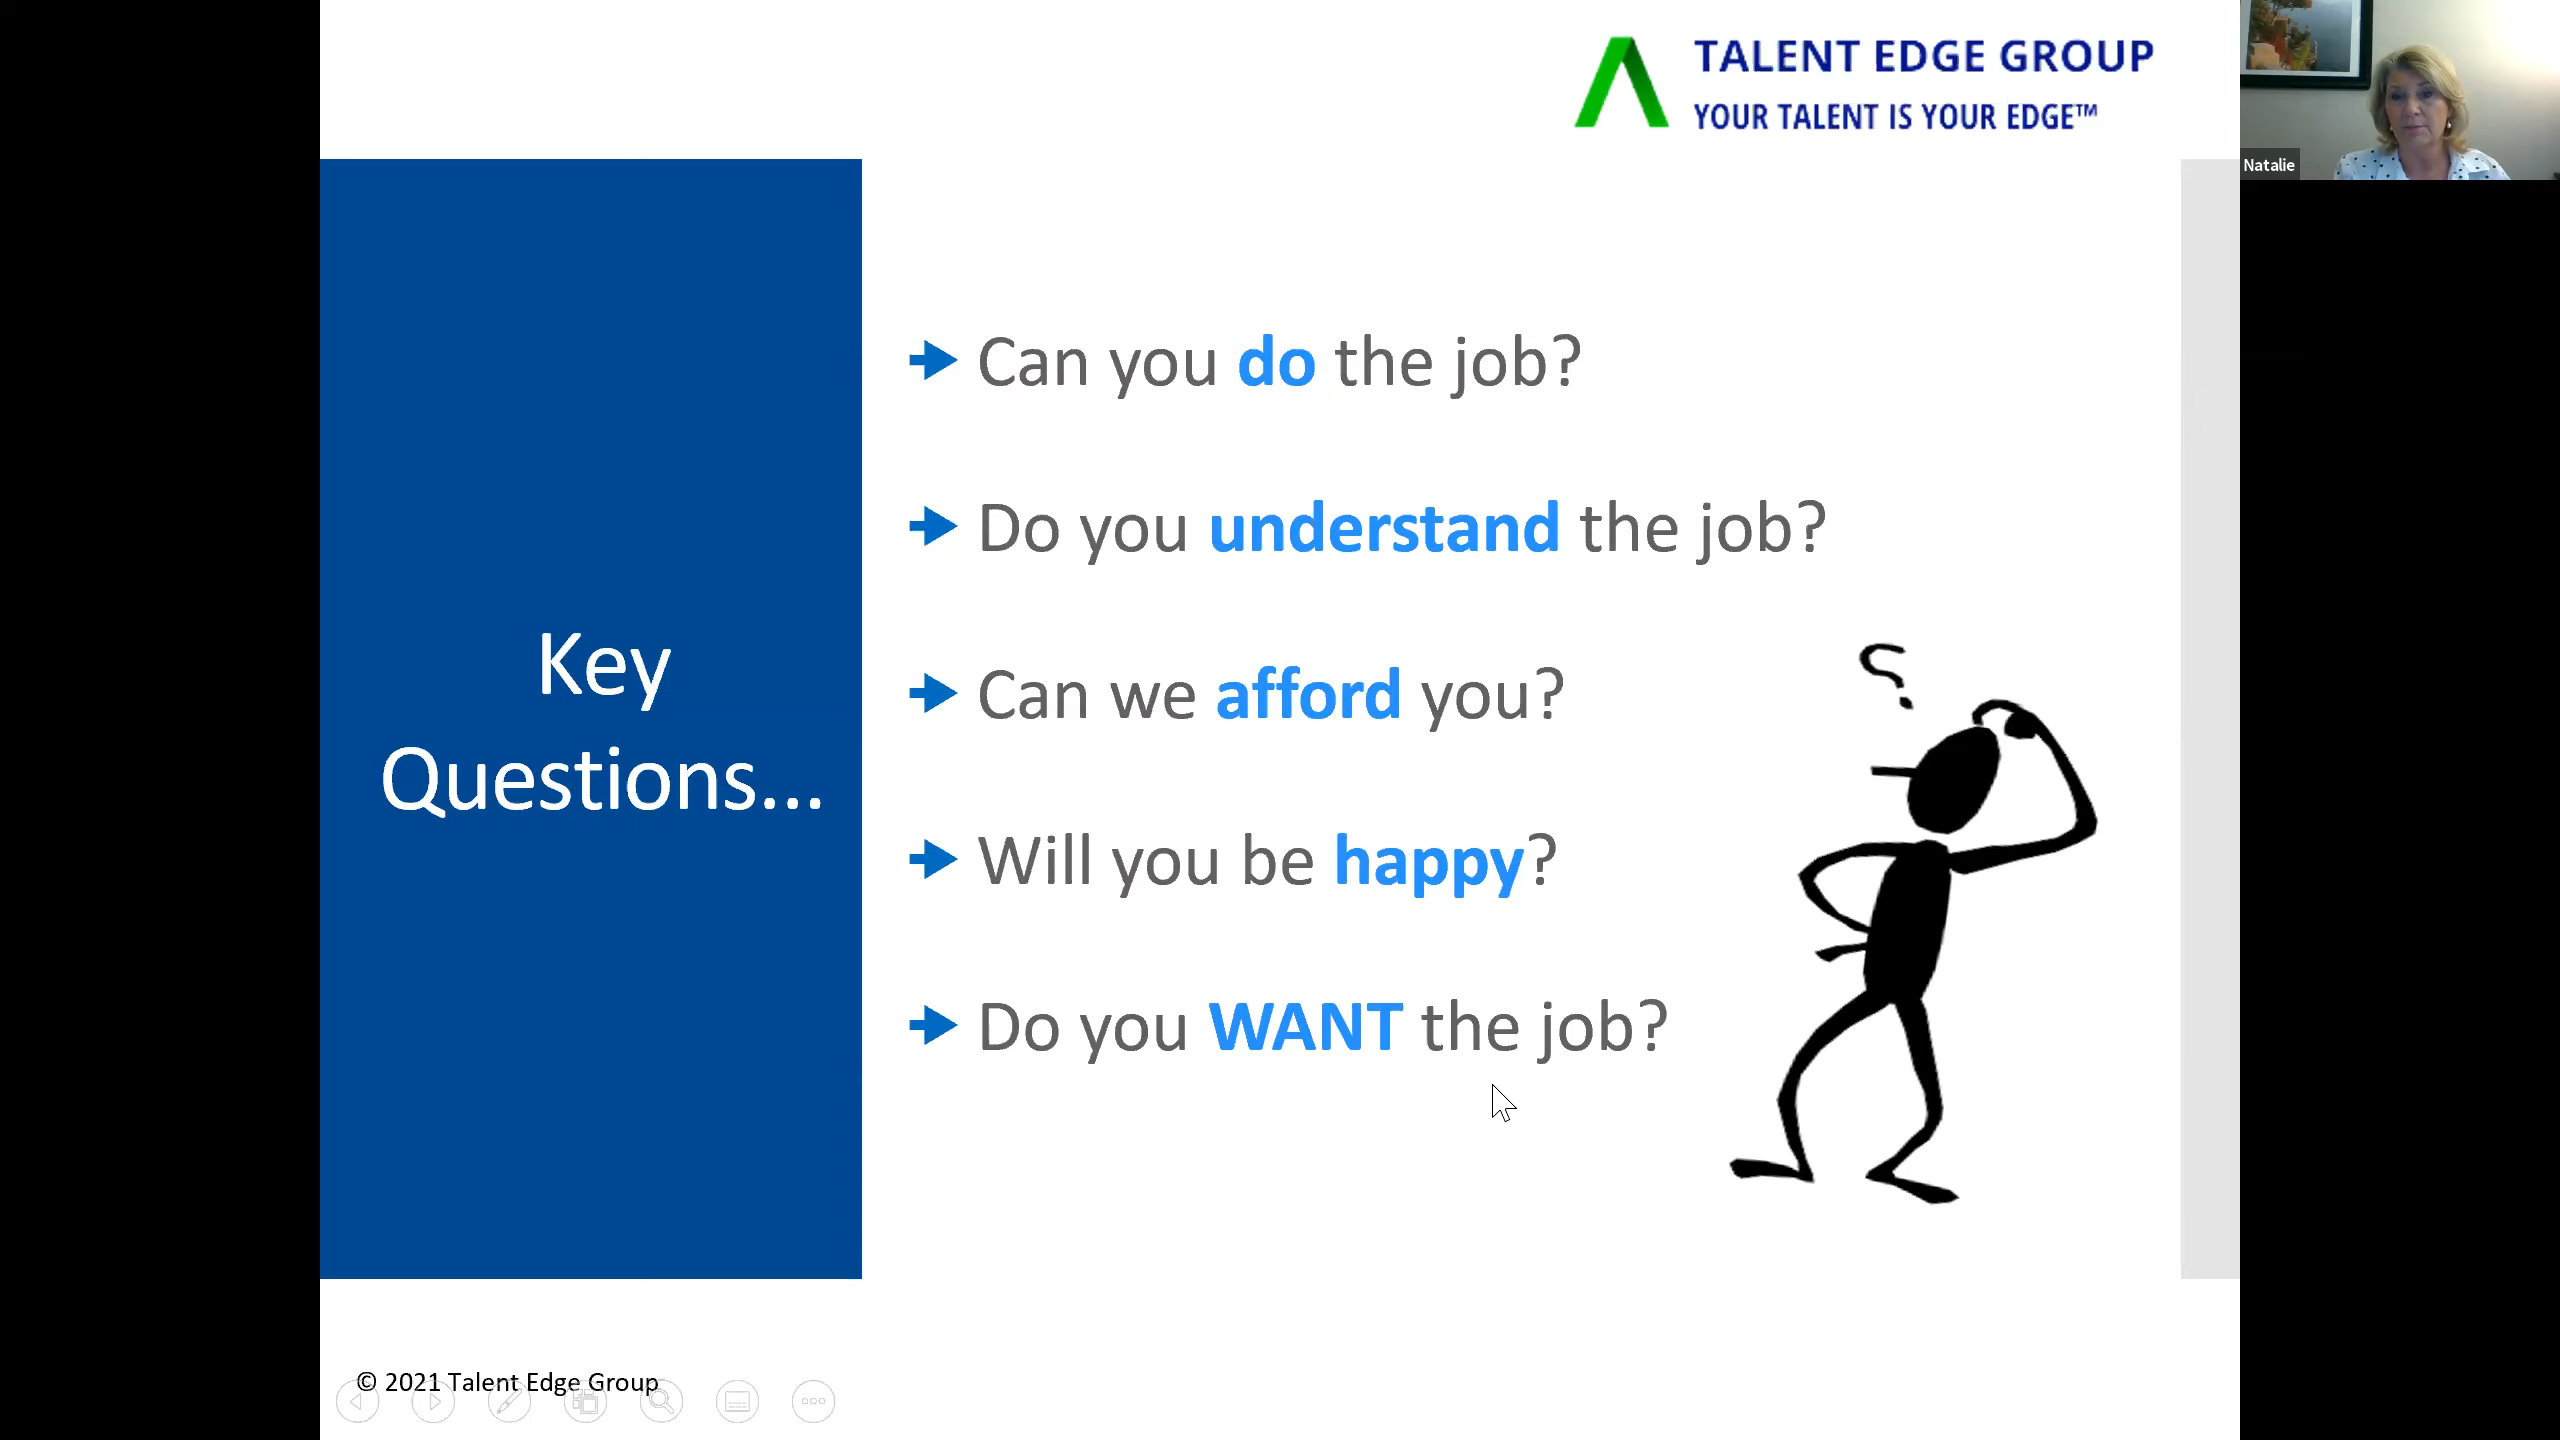 TALENT EDGE GROUP
YOUR TALENT IS YOUR EDGE™
Natalie
Key
Questions...
Can you do the job?
Do you understand the job?
Can we afford you?
Will you be happy?
Do you WANT the job?
?
© 2021 Talent Edge Group